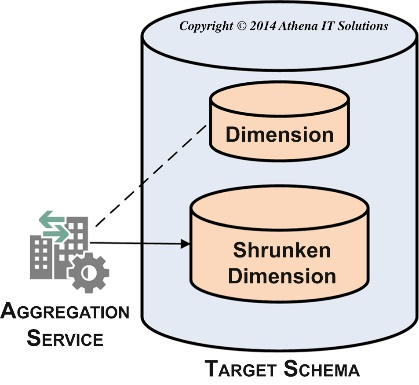 Copyright © 2014 Athena IT Solutions
Dimension
Shrunken
Dimension
AGGREGATION
SERVICE
TARGET SCHEMA